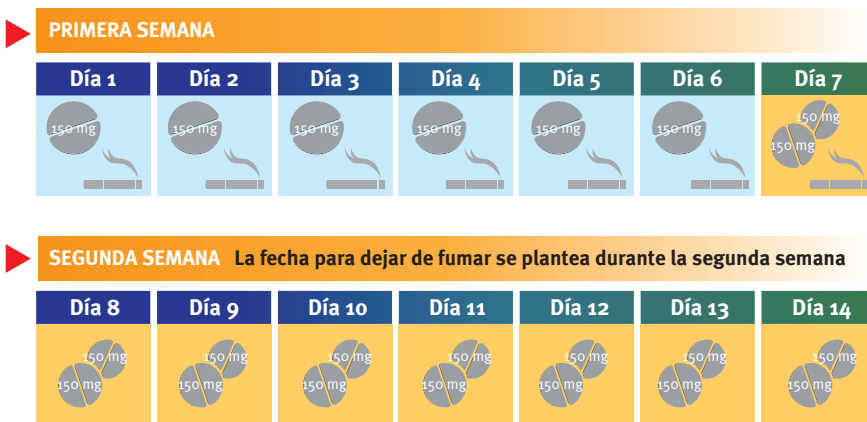 PRIMERA SEMANA
Día 1 Día 2 Día 3 Día 4 Día 5 Día 6 Día 7
150 mg 150 mg 150 mg 150 mg 150 mg 150 mg 150 mg
150 mg
SEGUNDA SEMANA La fecha para dejar de fumar se plantea durante la segunda semana
Día 8 Día 9 Día 10 Día 11 Día 12 Día 13 Día 14
150 mg 150 mg 150 mg 150 mg 150 mg 150 mg 150 mg
150 mg 150 mg 150 mg 150 mg 150 mg 150 mg 150 mg